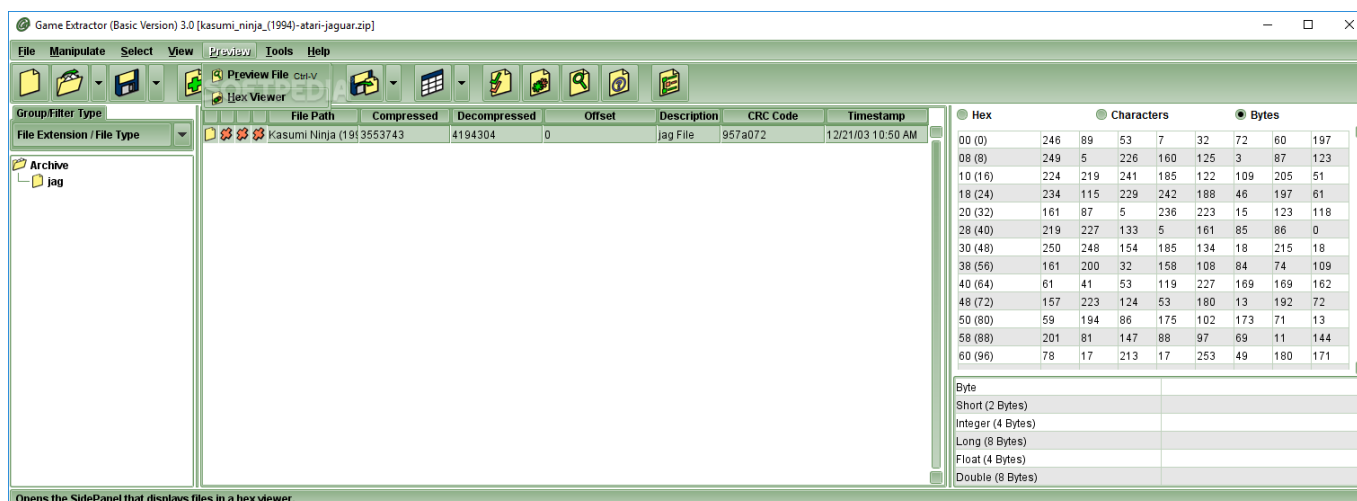 Game Extractor (Basic Version) 3.0 [kasumi_ninja_(1994)-atari-jaguar.zip]
File Manipulate Select View Preview Tools Help
Preview File Ctrl-V
Hex Viewer
SOFTPEDIA
Group/Filter Type
File Extension / File Type
Archive
jag
File Path Compressed Decompressed Offset Description CRC Code Timestamp
Kasumi Ninja (199 3553743 4194304 0 jag File 957a072 12/21/03 10:50 AM
Hex Characters Bytes
00 (0) 246 89 53 7 32 72 60 197
08 (8) 249 5 226 160 125 3 87 123
10 (16) 224 219 241 185 122 109 205 51
18 (24) 234 115 229 242 188 46 197 61
20 (32) 161 87 5 236 223 15 123 118
28 (40) 219 227 133 5 161 85 86 0
30 (48) 250 248 154 185 134 18 215 18
38 (56) 161 200 32 158 108 84 74 109
40 (64) 61 41 53 119 227 169 169 162
48 (72) 157 223 124 53 180 13 192 72
50 (80) 59 194 86 175 102 173 71 13
58 (88) 201 81 147 88 97 69 11 144
60 (96) 78 17 213 17 253 49 180 171
Byte
Short (2 Bytes)
Integer (4 Bytes)
Long (8 Bytes)
Float (4 Bytes)
Double (8 Bytes)
Opens the SidePanel that displays files in a hex viewer